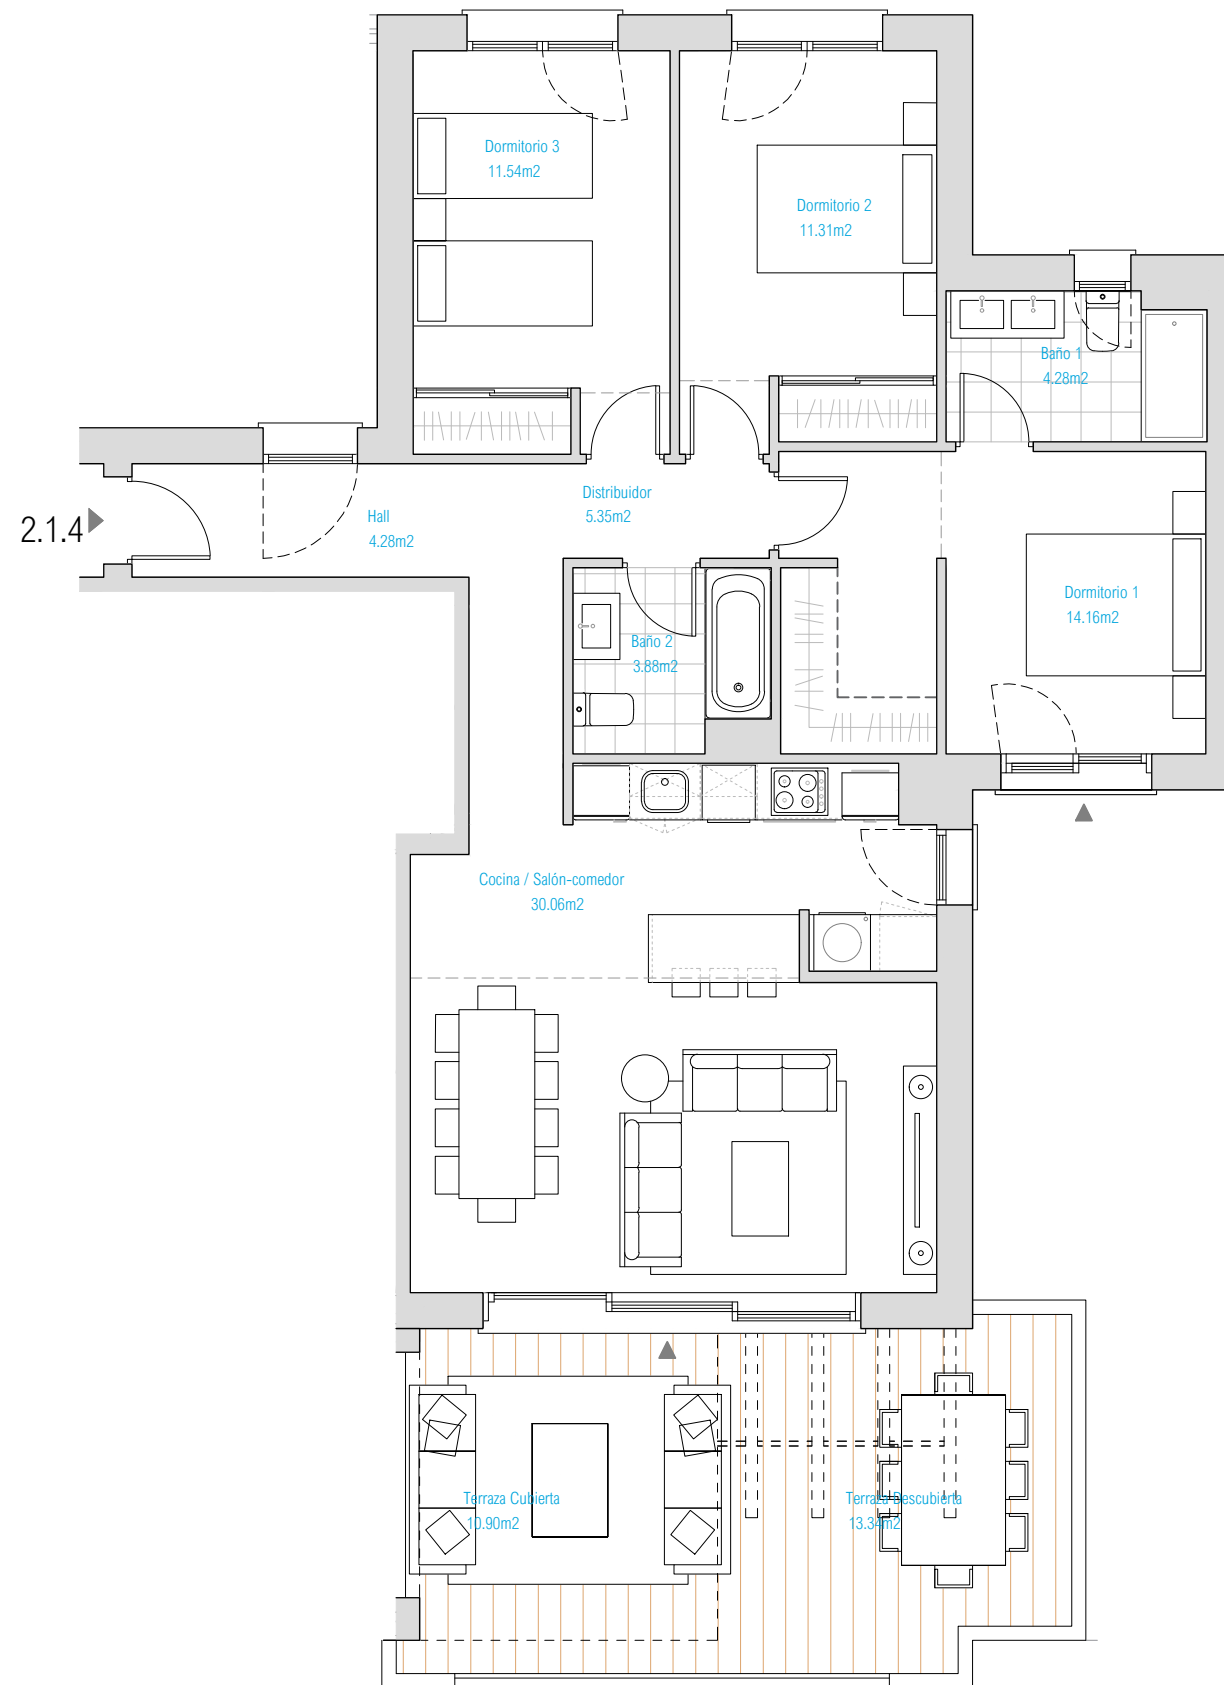 Dormitorio 3
11.54m2
Dormitorio 2
11.31m2
Baño 1
4.28m2
Distribuidor
5.35m2
Hall
4.28m2
2.1.4
Dormitorio 1
14.16m2
Baño 2
3.88m2
Cocina / Salón-comedor
30.06m2
Terraza Cubierta
10.90m2
Terraza Descubierta
13.34m2